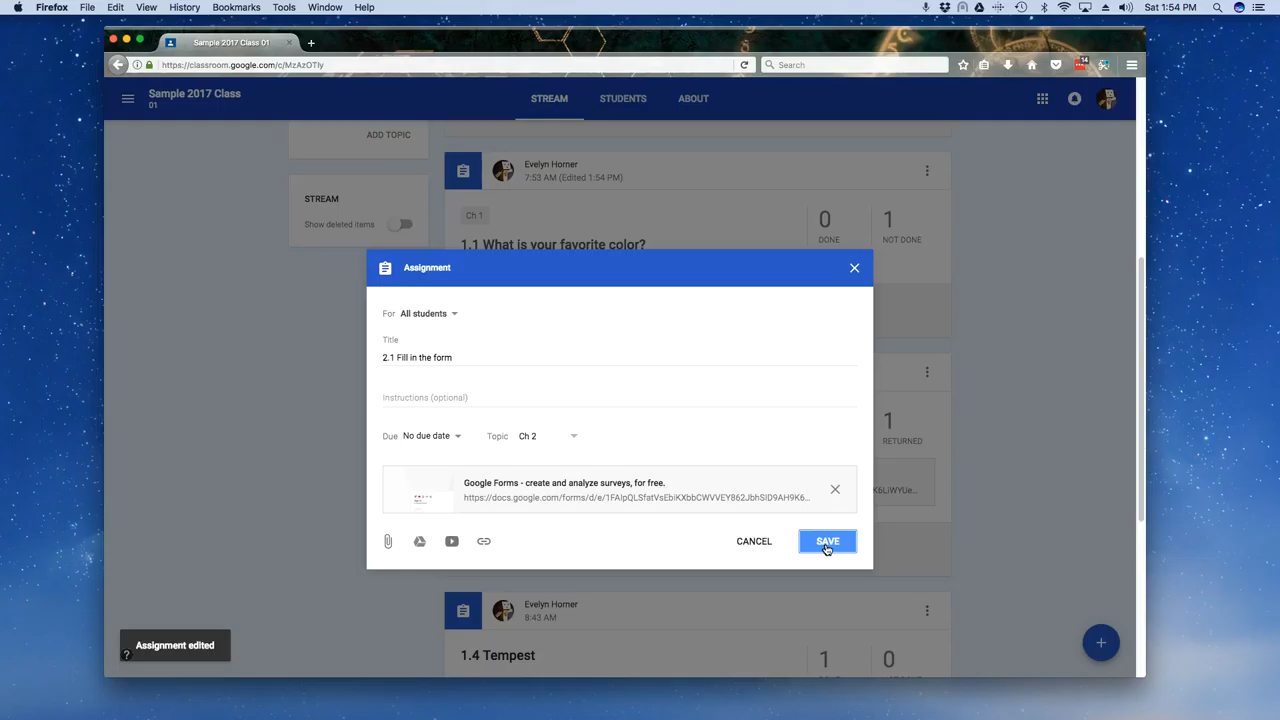 Firefox File Edit View History Bookmarks Tools Window Help
Sat 1:54 PM
Sample 2017 Class 01
https://classroom.google.com/c/MzAzOTIy
Search
14
Sample 2017 Class
01
STREAM STUDENTS ABOUT
ADD TOPIC
STREAM
Show deleted items
Evelyn Horner
7:53 AM (Edited 1:54 PM)
Ch 1
0
DONE
1
NOT DONE
1.1 What is your favorite color?
Assignment
For All students
Title
2.1 Fill in the form
Instructions (optional)
Due No due date Topic Ch 2
Google Forms - create and analyze surveys, for free.
https://docs.google.com/forms/d/e/1FAIpQLSfatVsEbiKXbbCWVVEY862JbhSID9AH9K6...
CANCEL SAVE
1
RETURNED
K6LiWYUe...
Evelyn Horner
8:43 AM
1.4 Tempest
1 0
Assignment edited
?